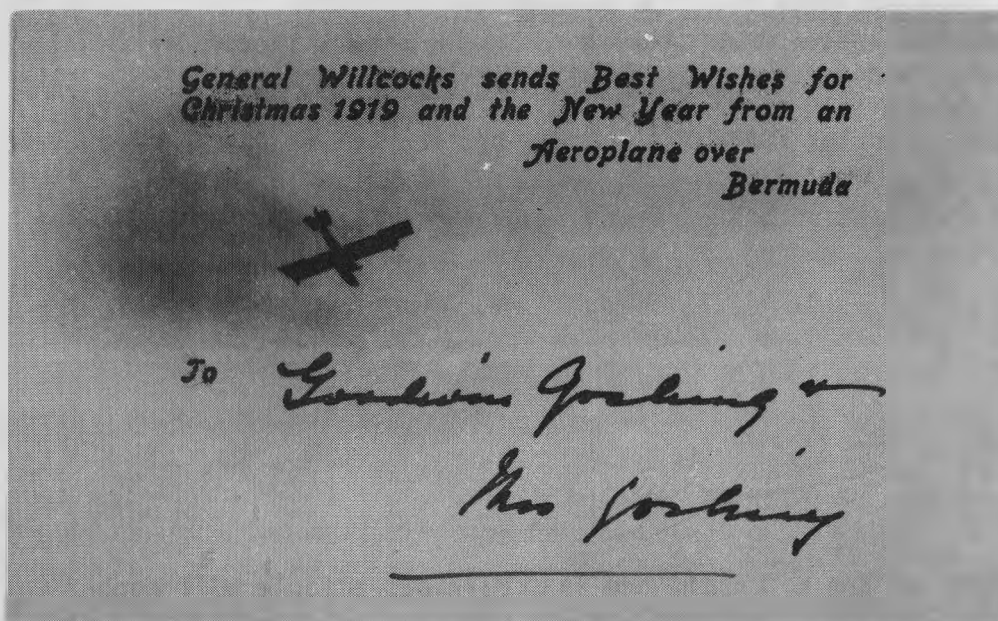 General Willcocks sends Best Wishes for
Christmas 1919 and the New Year from an
Aeroplane over
Bermuda
To Goodwin Gosling &
Mrs Gosling